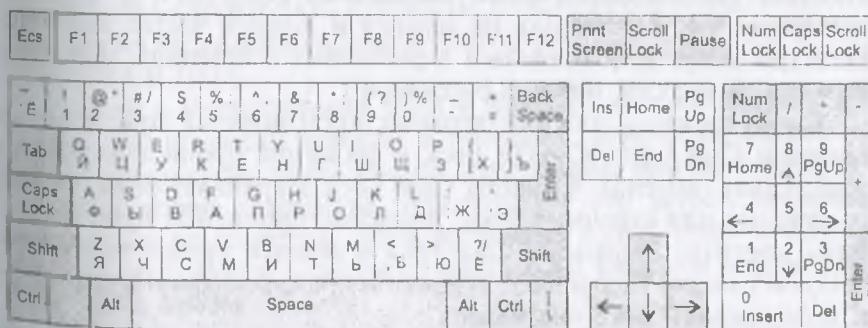 Ecs F1 F2 F3 F4 F5 F6 F7 F8 F9 F10 F11 F12 Pnnt Screen Scroll Lock Pause Num Lock Caps Lock Scroll Lock
Ё ! 1 @" 2 # / 3 S 4 % : 5 ^ , 6 & . 7 * ; 8 ( ? 9 ) % 0 _ - + = Back Space Ins Home Pg Up Num Lock / * -
Tab Q Й W Ц E У R К T Е Y Н U Г I Ш O Щ P З { [ Х } ] Ъ Enter Del End Pg Dn 7 Home 8 9 PgUp +
Caps Lock A Ф S Ы D В F А G П H Р J О K Л L Д : ; Ж " ' Э 4 5 6
Shift Z Я X Ч C С V М B И N Т M Ь < , Б > . Ю ?/ Ё Shift 1 End 2 3 PgDn Enter
Ctrl Alt Space Alt Ctrl 0 Insert Del